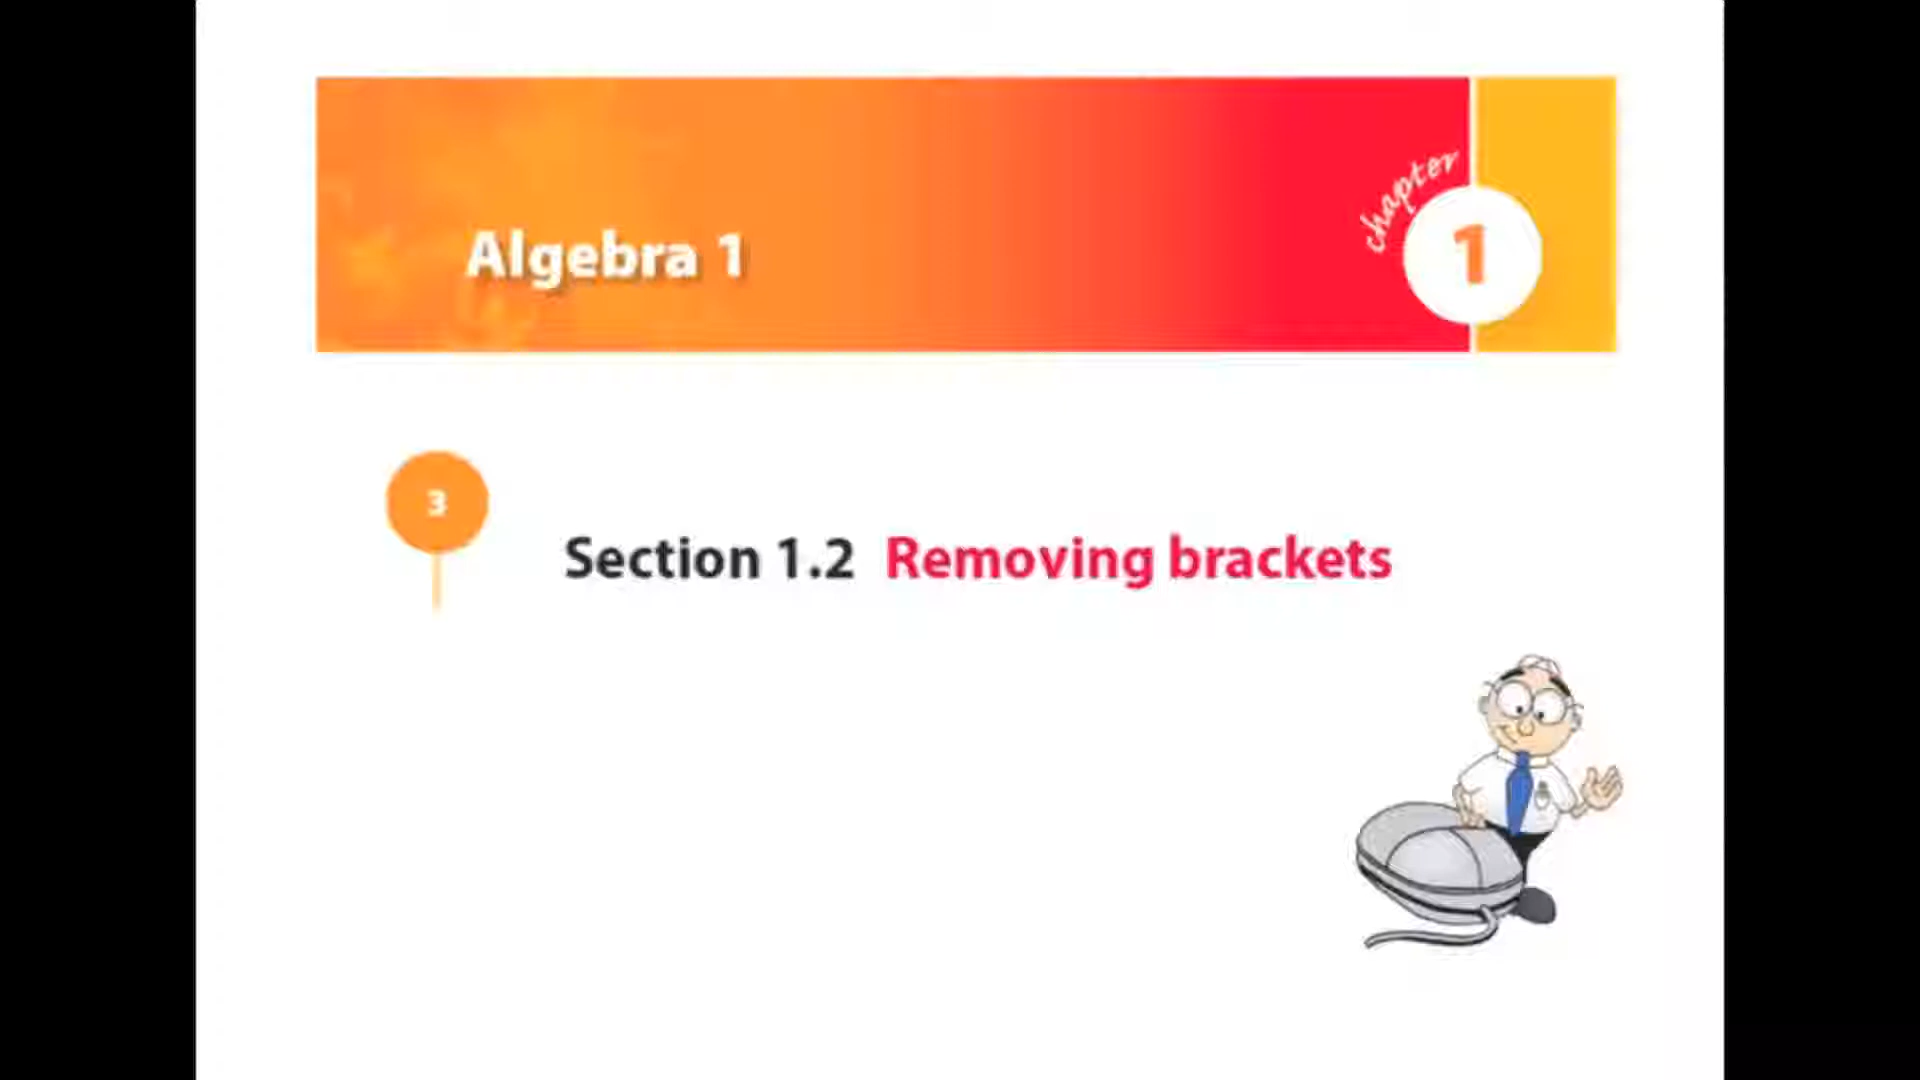 chapter
Algebra 1
1
3
Section 1.2 Removing brackets